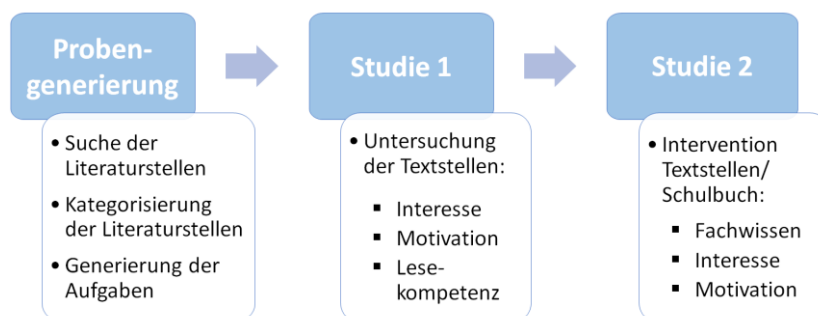 Proben-
generierung
• Suche der
Literaturstellen
• Kategorisierung
der Literaturstellen
• Generierung der
Aufgaben
Studie 1
• Untersuchung
der Textstellen:
▪ Interesse
▪ Motivation
▪ Lese-
kompetenz
Studie 2
• Intervention
Textstellen/
Schulbuch:
▪ Fachwissen
▪ Interesse
▪ Motivation